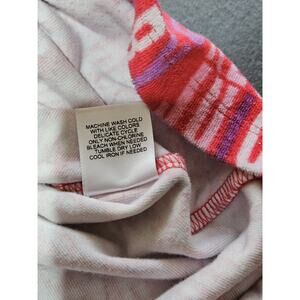 MACHINE WASH COLD
WITH LIKE COLORS
DELICATE CYCLE
ONLY NON-CHLORINE
BLEACH WHEN NEEDED
TUMBLE DRY LOW
COOL IRON IF NEEDED